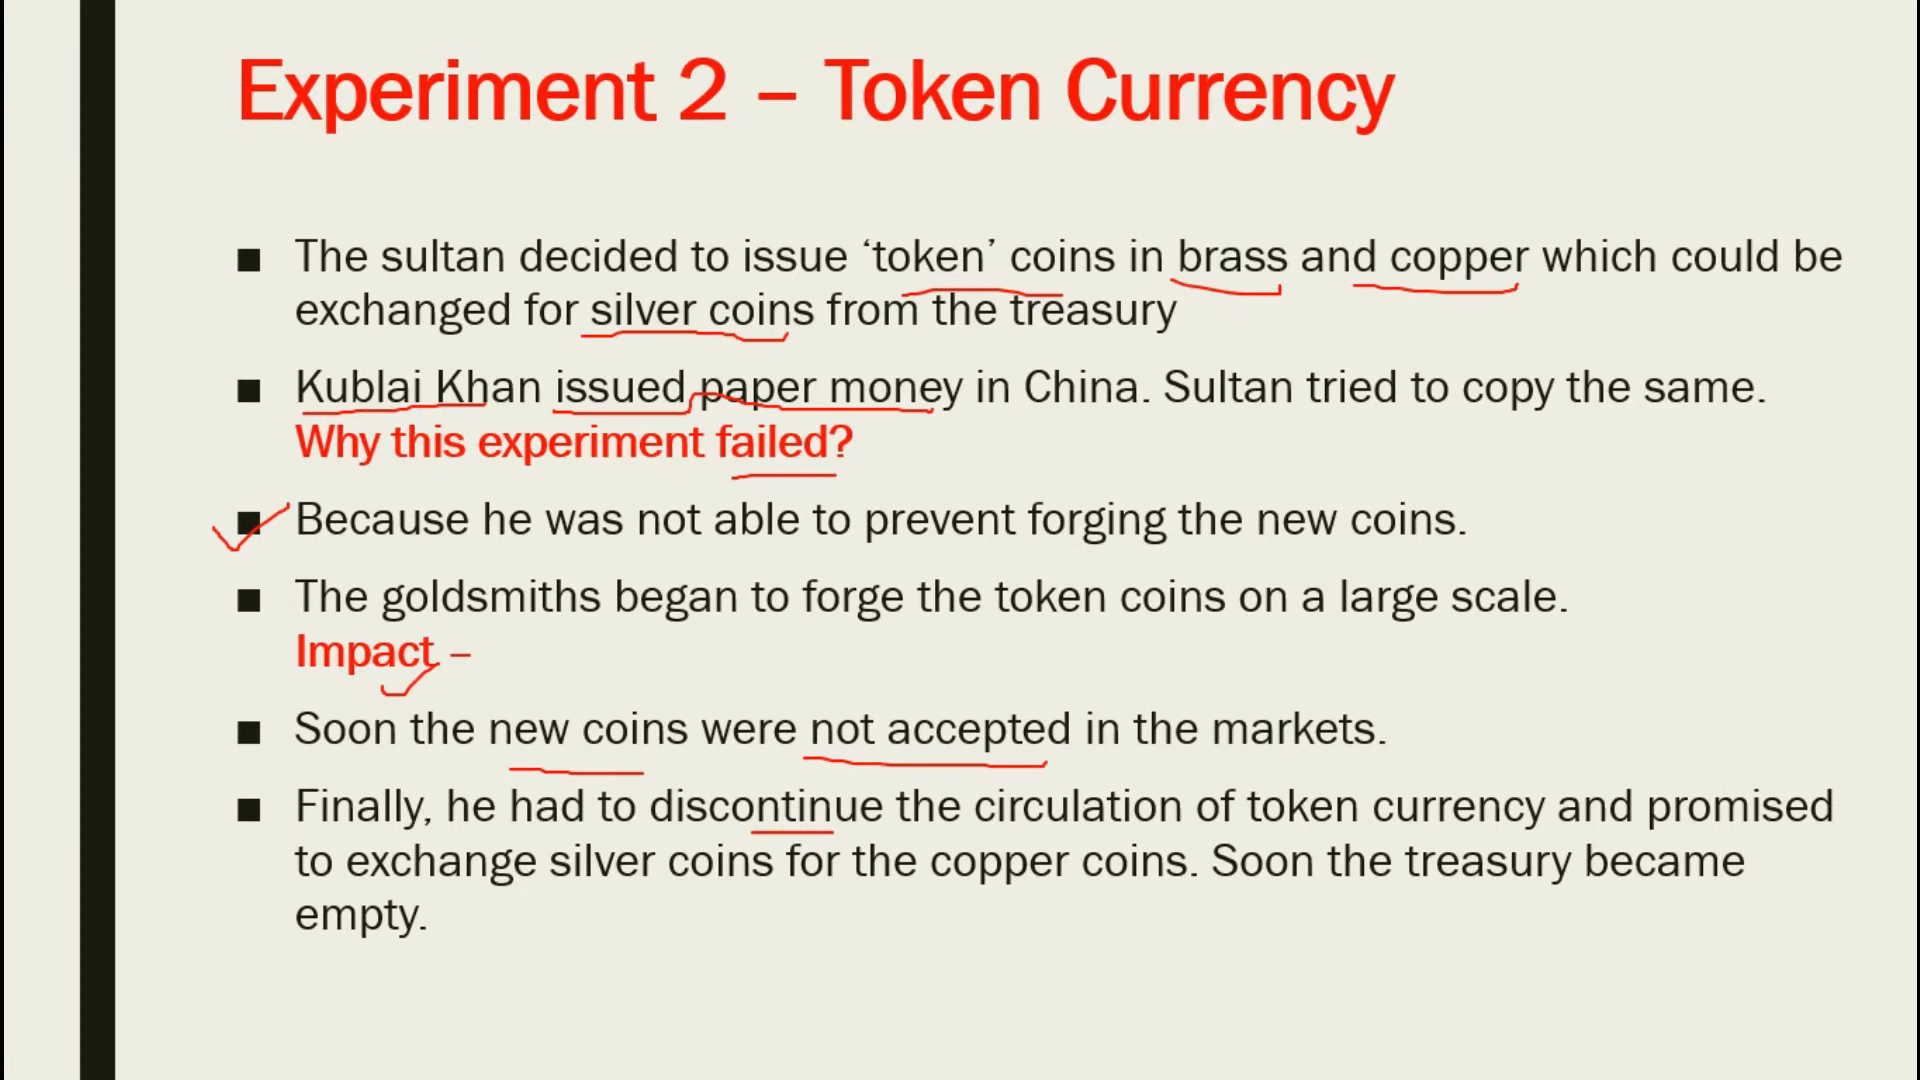 Experiment 2 – Token Currency
■ The sultan decided to issue ‘token’ coins in brass and copper which could be
exchanged for silver coins from the treasury
■ Kublai Khan issued paper money in China. Sultan tried to copy the same.
Why this experiment failed?
■ Because he was not able to prevent forging the new coins.
■ The goldsmiths began to forge the token coins on a large scale.
Impact –
■ Soon the new coins were not accepted in the markets.
■ Finally, he had to discontinue the circulation of token currency and promised
to exchange silver coins for the copper coins. Soon the treasury became
empty.